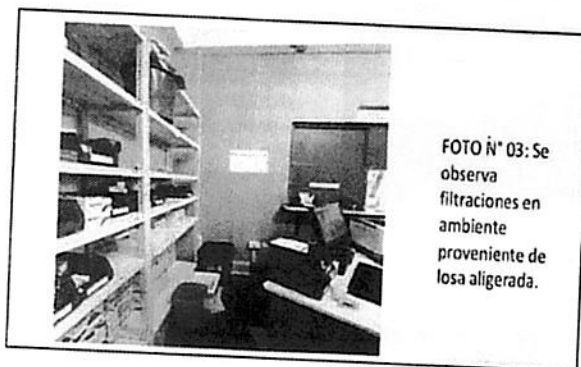 FOTO N° 03: Se
observa
filtraciones en
ambiente
proveniente de
losa aligerada.